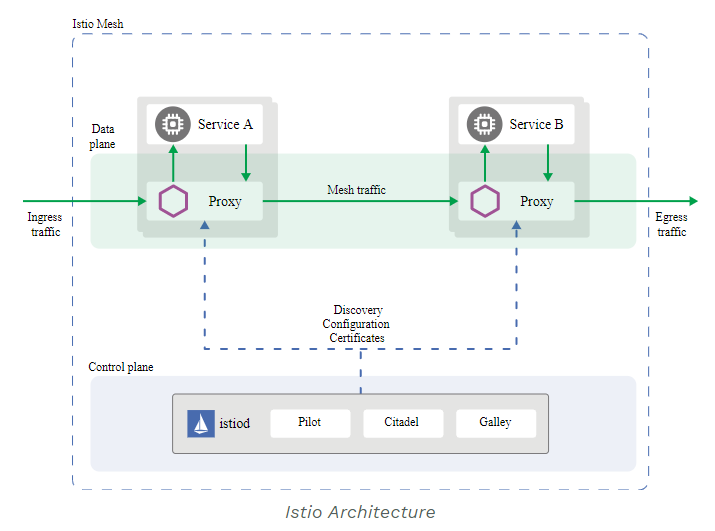 Istio Mesh
Data
plane
Service A
Service B
Proxy
Mesh traffic
Proxy
Ingress
traffic
Egress
traffic
Discovery
Configuration
Certificates
Control plane
istiod
Pilot
Citadel
Galley
Istio Architecture